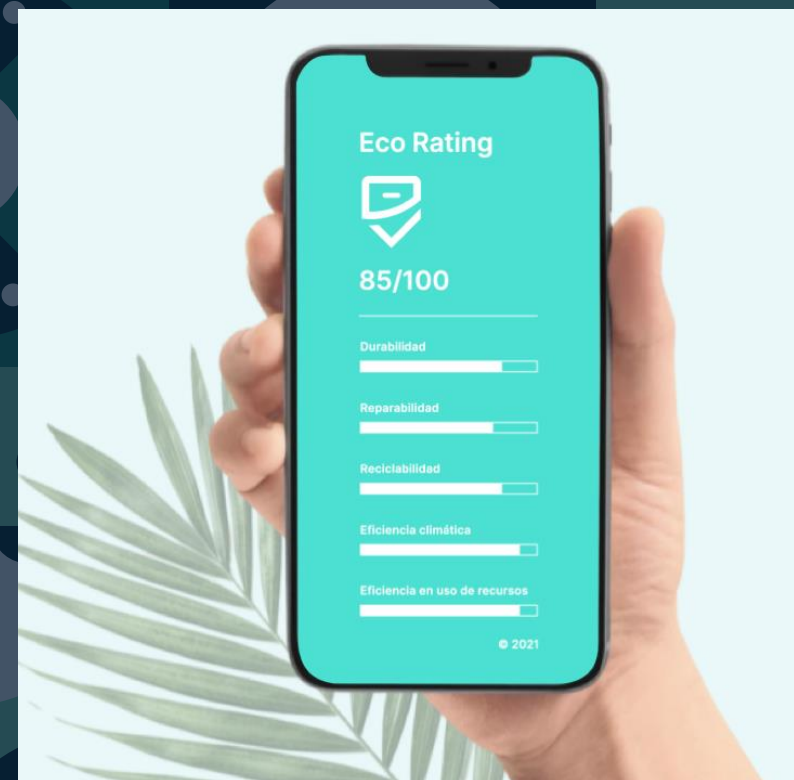 Eco Rating
85/100
Durabilidad
Reparabilidad
Reciclabilidad
Eficiencia climática
Eficiencia en uso de recursos
© 2021